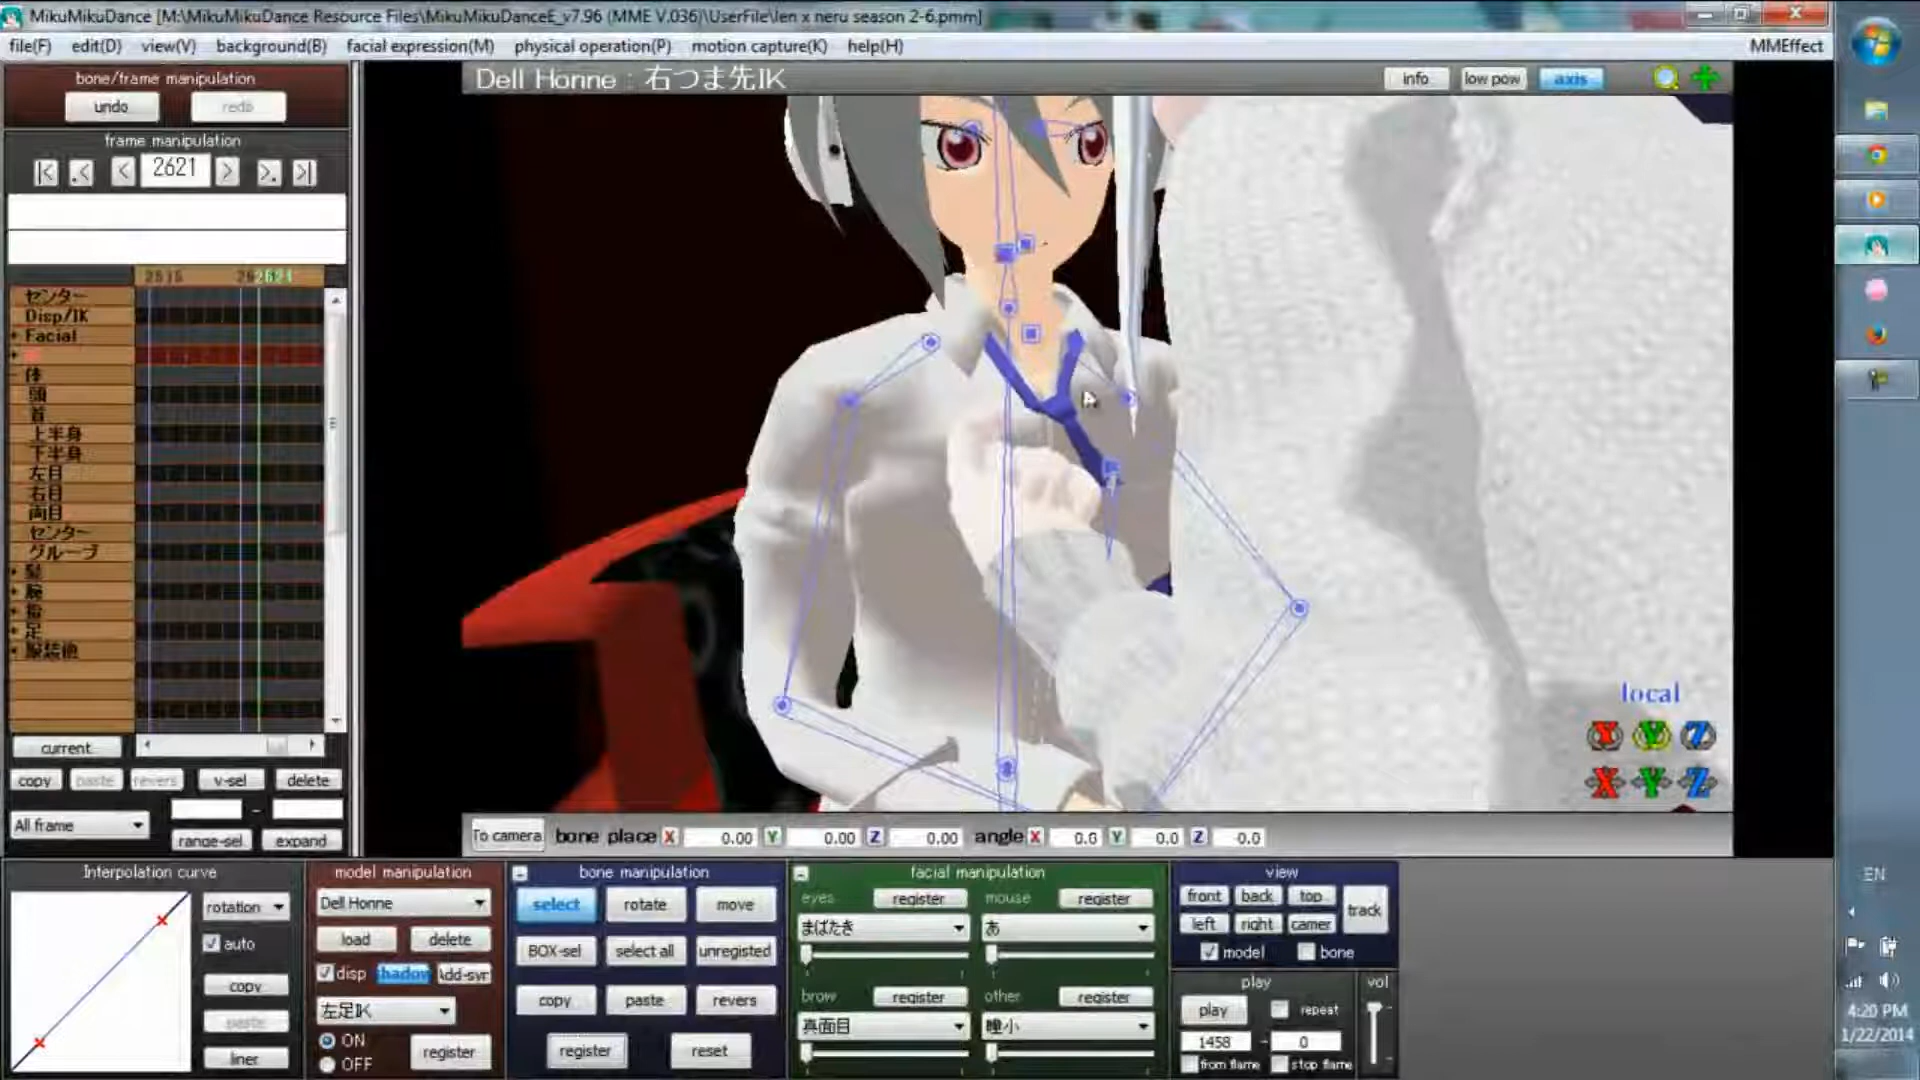 MikuMikuDance [M:\MikuMikuDance Resource Files\MikuMikuDanceE_v7.96 (MME V.036)\UserFile\len x neru season 2-6.pmm]
file(F) edit(D) view(V) background(B) facial expression(M) physical operation(P) motion capture(K) help(H) MMEffect
bone/frame manipulation
undo redo
frame manipulation
|< .< < 2621 > >. >|
Dell Honne : 右つま先IK
info low pow axis
センター
Disp/IK
Facial
体
頭
首
上半身
下半身
左目
右目
両目
センター
グループ
髪
腕
指
足
服装他
current
copy paste revers v-sel delete
All frame -
range-sel expand
local
X Y Z
X Y Z
To camera bone place X 0.00 Y 0.00 Z 0.00 angle X 0.0 Y 0.0 Z -0.0
Interpolation curve
rotation
auto
copy
paste
liner
model manipulation
Dell Honne
load delete
disp shadow Add-syn
左足IK
ON
OFF
register
bone manipulation
select rotate move
BOX-sel select all unregisted
copy paste revers
register reset
facial manipulation
eyes register mouse register
まばたき あ
brow register other register
真面目 瞳小
view
front back top
left right camer
track
model bone
play
play repeat
1458 - 0
from flame stop flame
vol
EN
4:20 PM
1/22/2014